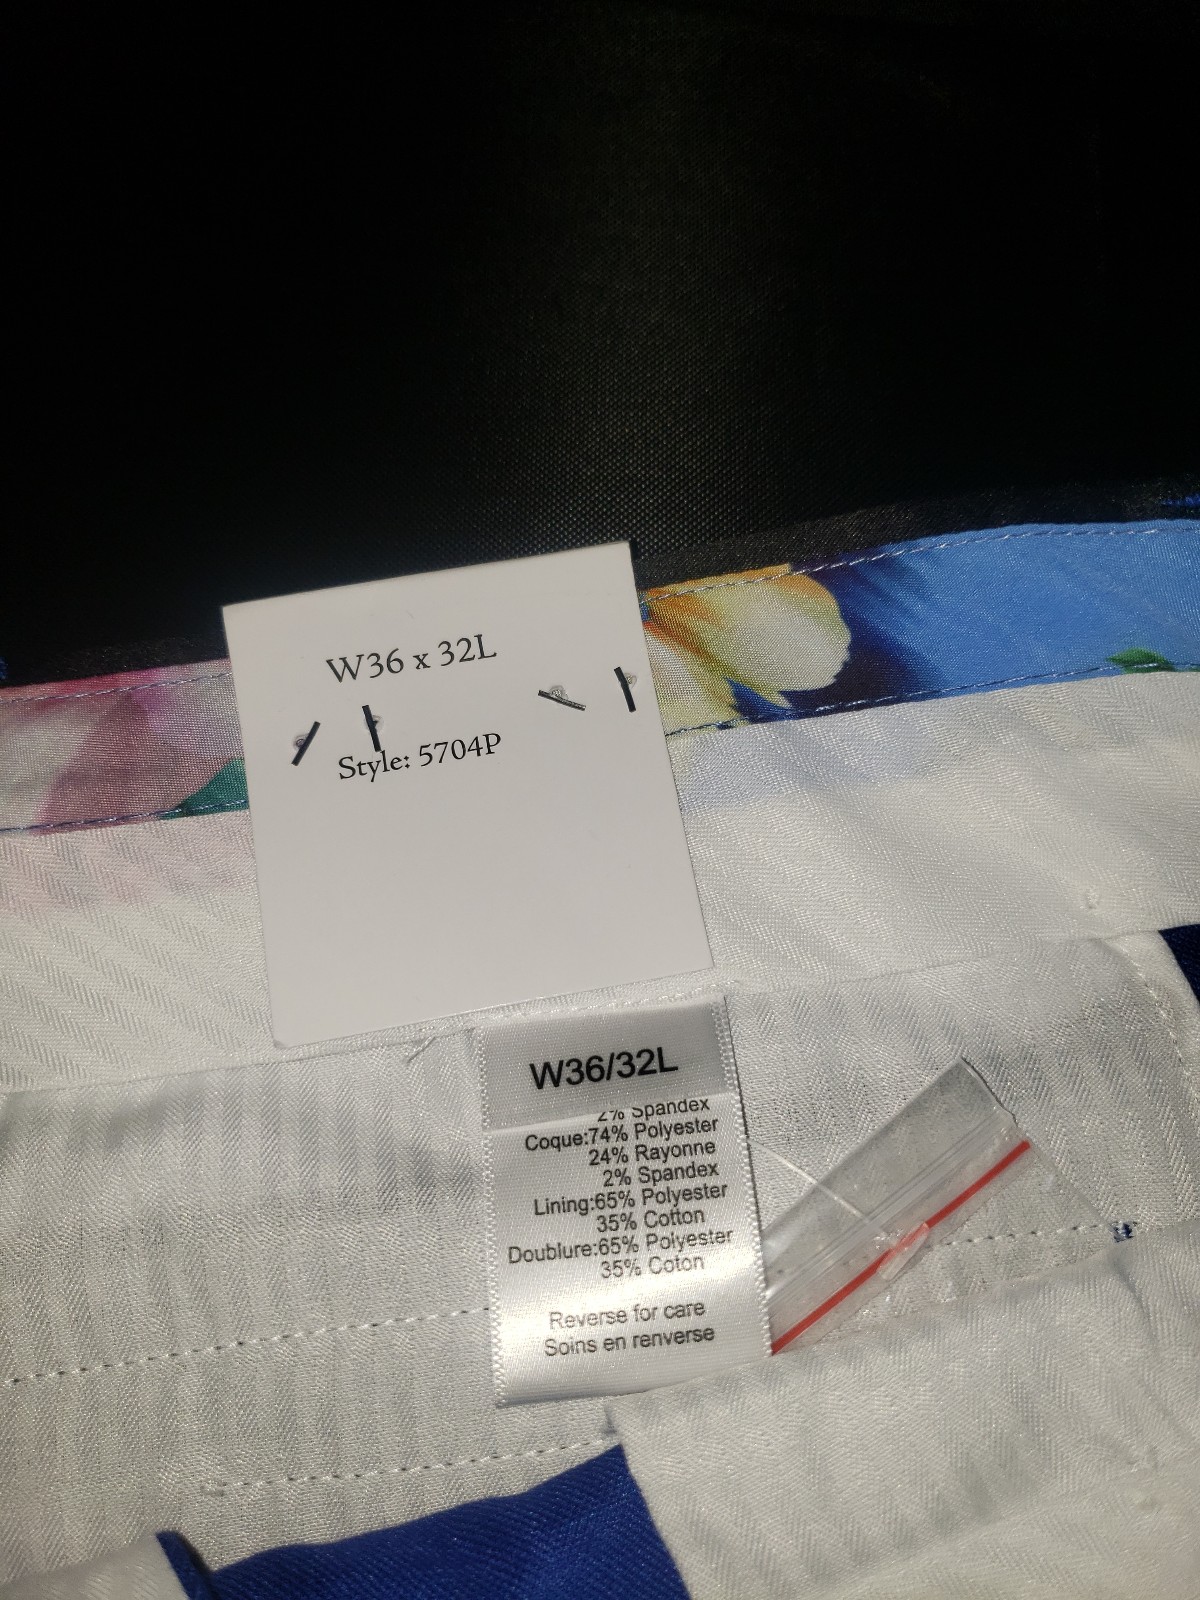 W36 x 32L
Style: 5704P
W36/32L
2% Spandex
Coque:74% Polyester
24% Rayonne
2% Spandex
Lining:65% Polyester
35% Cotton
Doublure:65% Polyester
35% Coton
Reverse for care
Soins en renverse